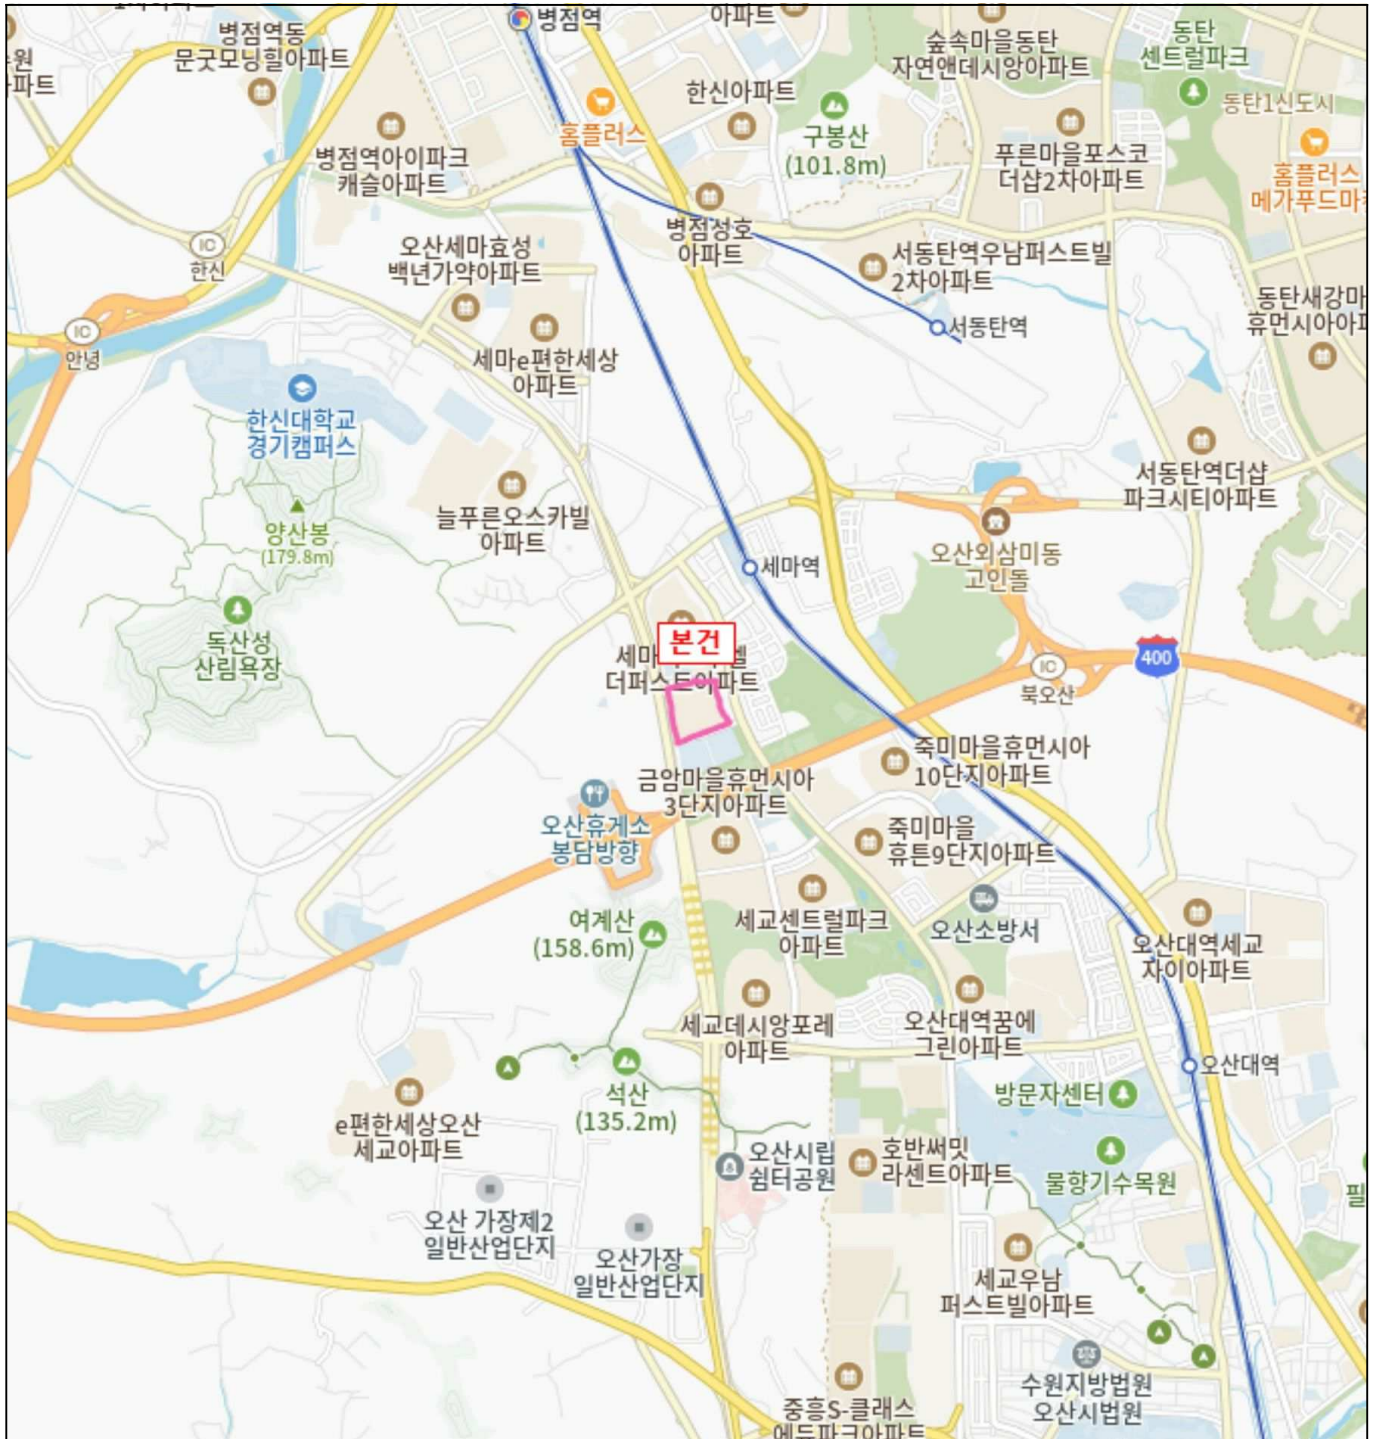 병점역
아파트
병점역동
문굿모닝힐아파트
숲속마을동탄
자연앤데시앙아파트
동탄
센트럴파크
파트
한신아파트
동탄1신도시
홈플러스
구봉산
(101.8m)
병점역아이파크
캐슬아파트
푸른마을포스코
더샵2차아파트
홈플러스
메가푸드마
병점성호
아파트
IC
한신
오산세마효성
백년가약아파트
서동탄역우남퍼스트빌
2차아파트
동탄새강마
휴먼시아아파
서동탄역
IC
안녕
세마e편한세상
아파트
한신대학교
경기캠퍼스
서동탄역더샵
파크시티아파트
늘푸른오스카빌
아파트
양산봉
(179.8m)
오산외삼미동
고인돌
세마역
독산성
산림욕장
본건
세마
더퍼스트아파트
400
IC
북오산
죽미마을휴먼시아
10단지아파트
금암마을휴먼시아
3단지아파트
오산휴게소
봉담방향
죽미마을
휴튼9단지아파트
여계산
(158.6m)
세교센트럴파크
아파트
오산소방서
오산대역세교
자이아파트
세교데시앙포레
아파트
오산대역꿈에
그린아파트
오산대역
석산
(135.2m)
방문자센터
e편한세상오산
세교아파트
오산시립
쉼터공원
호반써밋
라센트아파트
물향기수목원
필
오산 가장제2
일반산업단지
오산가장
일반산업단지
세교우남
퍼스트빌아파트
수원지방법원
오산시법원
중흥S-클래스
에듀파크아파트